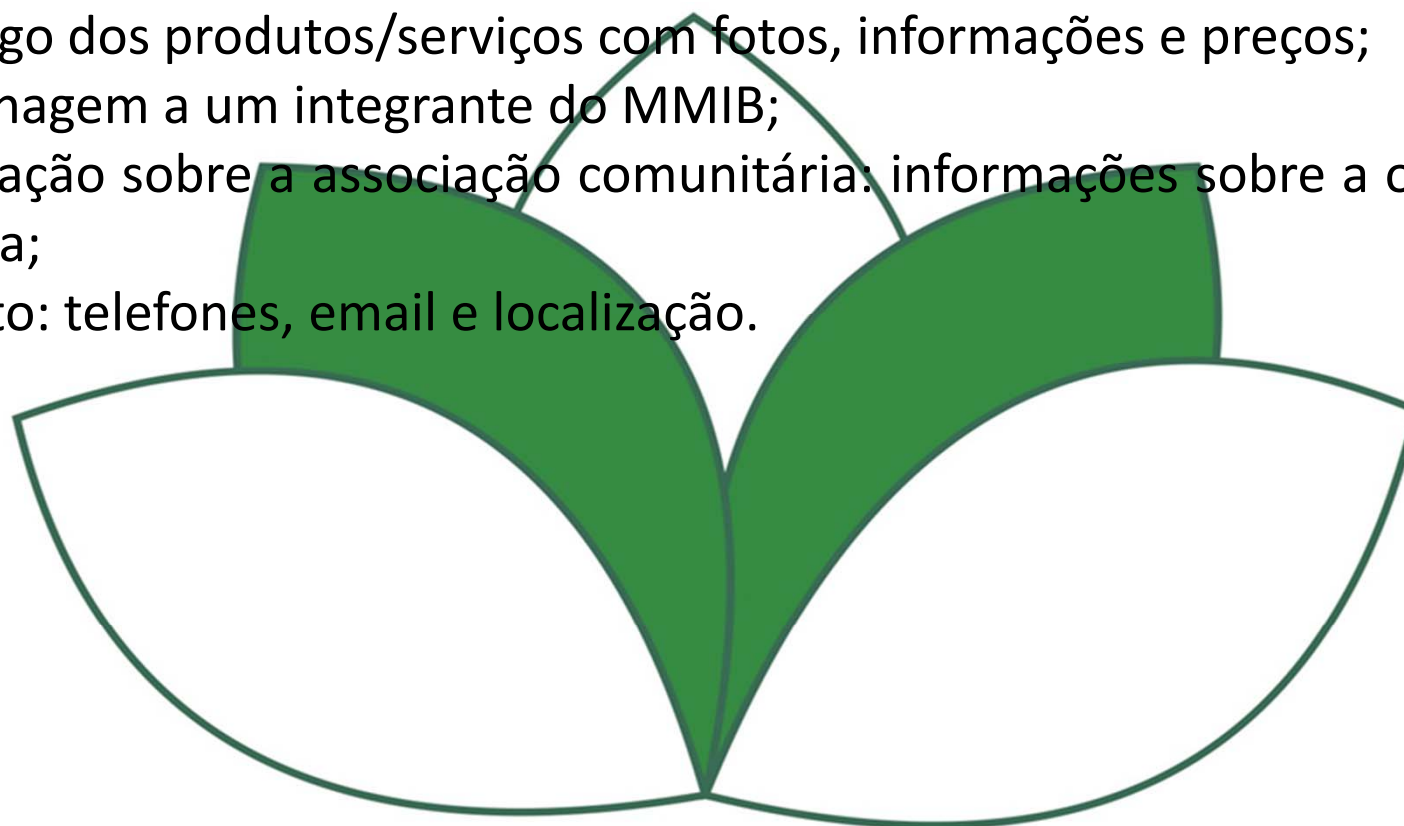 go dos produtos/serviços com fotos, informações e preços;
nagem a um integrante do MMIB;
ação sobre a associação comunitária: informações sobre a c
a;
to: telefones, email e localização.